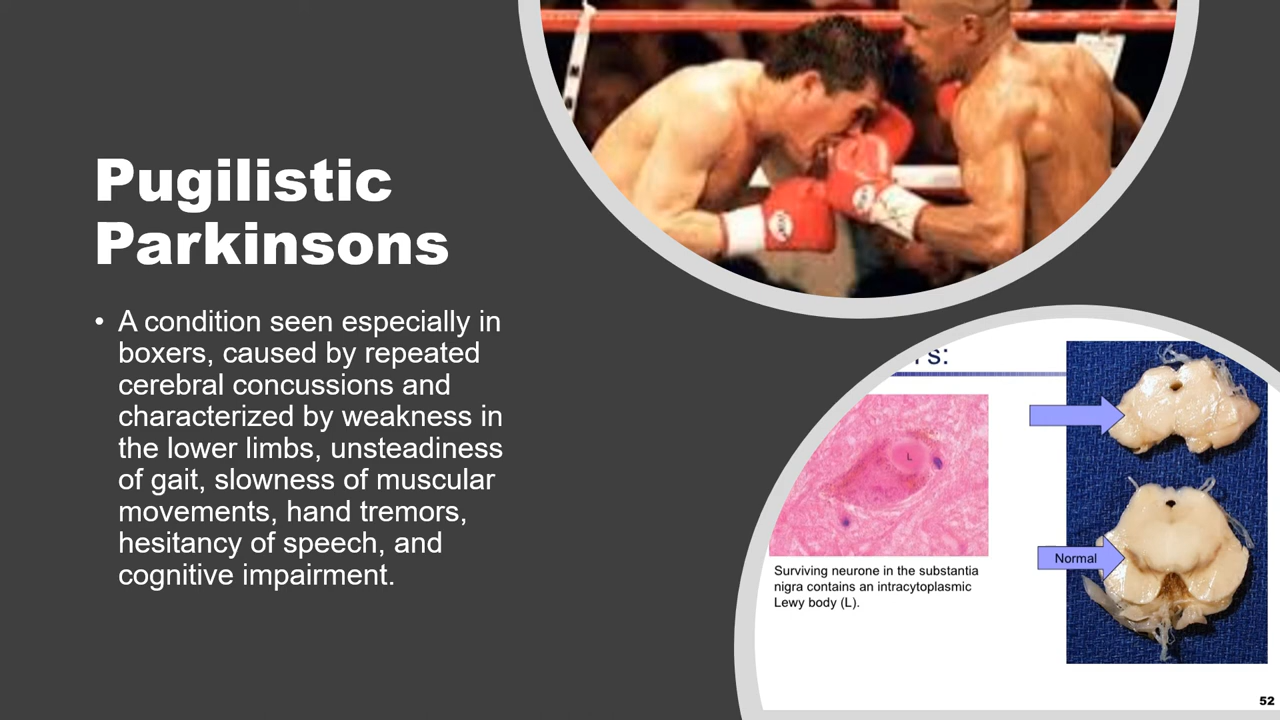 Pugilistic
Parkinsons
• A condition seen especially in
boxers, caused by repeated
cerebral concussions and
characterized by weakness in
the lower limbs, unsteadiness
of gait, slowness of muscular
movements, hand tremors,
hesitancy of speech, and
cognitive impairment.
rs:
L
Surviving neurone in the substantia
nigra contains an intracytoplasmic
Lewy body (L).
Normal
52